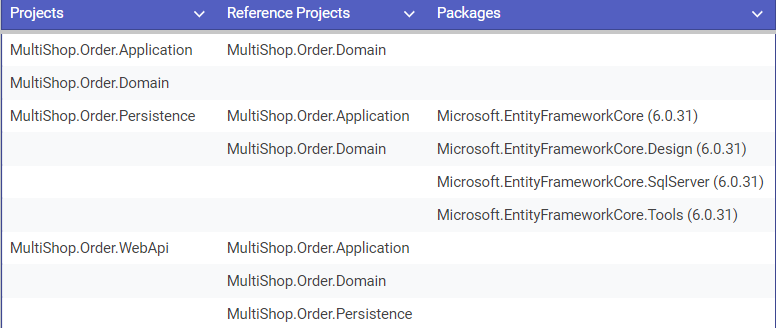 Projects Reference Projects Packages
MultiShop.Order.Application MultiShop.Order.Domain
MultiShop.Order.Domain
MultiShop.Order.Persistence MultiShop.Order.Application Microsoft.EntityFrameworkCore (6.0.31)
MultiShop.Order.Domain Microsoft.EntityFrameworkCore.Design (6.0.31)
Microsoft.EntityFrameworkCore.SqlServer (6.0.31)
Microsoft.EntityFrameworkCore.Tools (6.0.31)
MultiShop.Order.WebApi MultiShop.Order.Application
MultiShop.Order.Domain
MultiShop.Order.Persistence